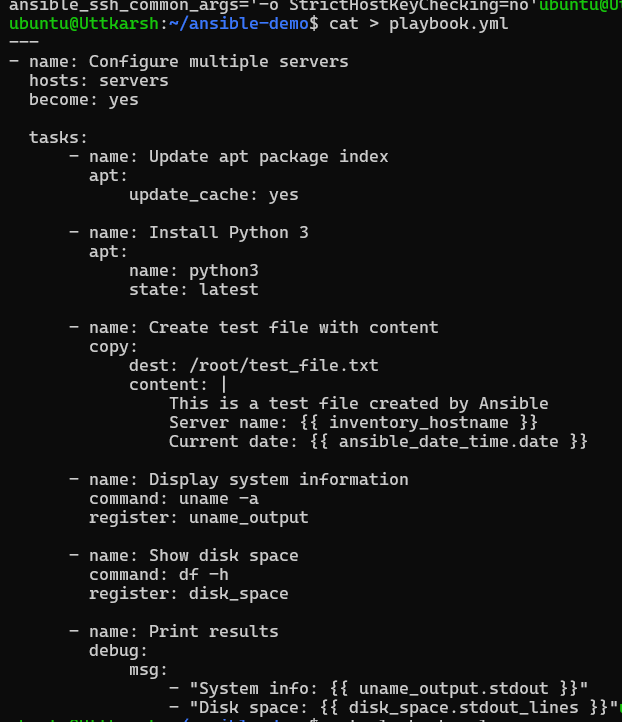 ansible_ssh_common_args='-o StrictHostKeyChecking=no'ubuntu@U
ubuntu@Uttkarsh:~/ansible-demo$ cat > playbook.yml
---
- name: Configure multiple servers
  hosts: servers
  become: yes

  tasks:
      - name: Update apt package index
        apt:
            update_cache: yes

      - name: Install Python 3
        apt:
            name: python3
            state: latest

      - name: Create test file with content
        copy:
            dest: /root/test_file.txt
            content: |
                This is a test file created by Ansible
                Server name: {{ inventory_hostname }}
                Current date: {{ ansible_date_time.date }}

      - name: Display system information
        command: uname -a
        register: uname_output

      - name: Show disk space
        command: df -h
        register: disk_space

      - name: Print results
        debug:
            msg:
                - "System info: {{ uname_output.stdout }}"
                - "Disk space: {{ disk_space.stdout_lines }}"